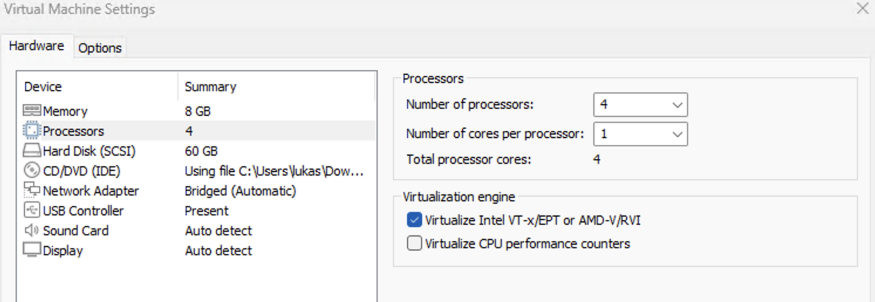 Virtual Machine Settings
Hardware Options
Device Summary
Memory 8 GB
Processors 4
Hard Disk (SCSI) 60 GB
CD/DVD (IDE) Using file C:\Users\lukas\Dow...
Network Adapter Bridged (Automatic)
USB Controller Present
Sound Card Auto detect
Display Auto detect
Processors
Number of processors: 4
Number of cores per processor: 1
Total processor cores: 4
Virtualization engine
Virtualize Intel VT-x/EPT or AMD-V/RVI
Virtualize CPU performance counters